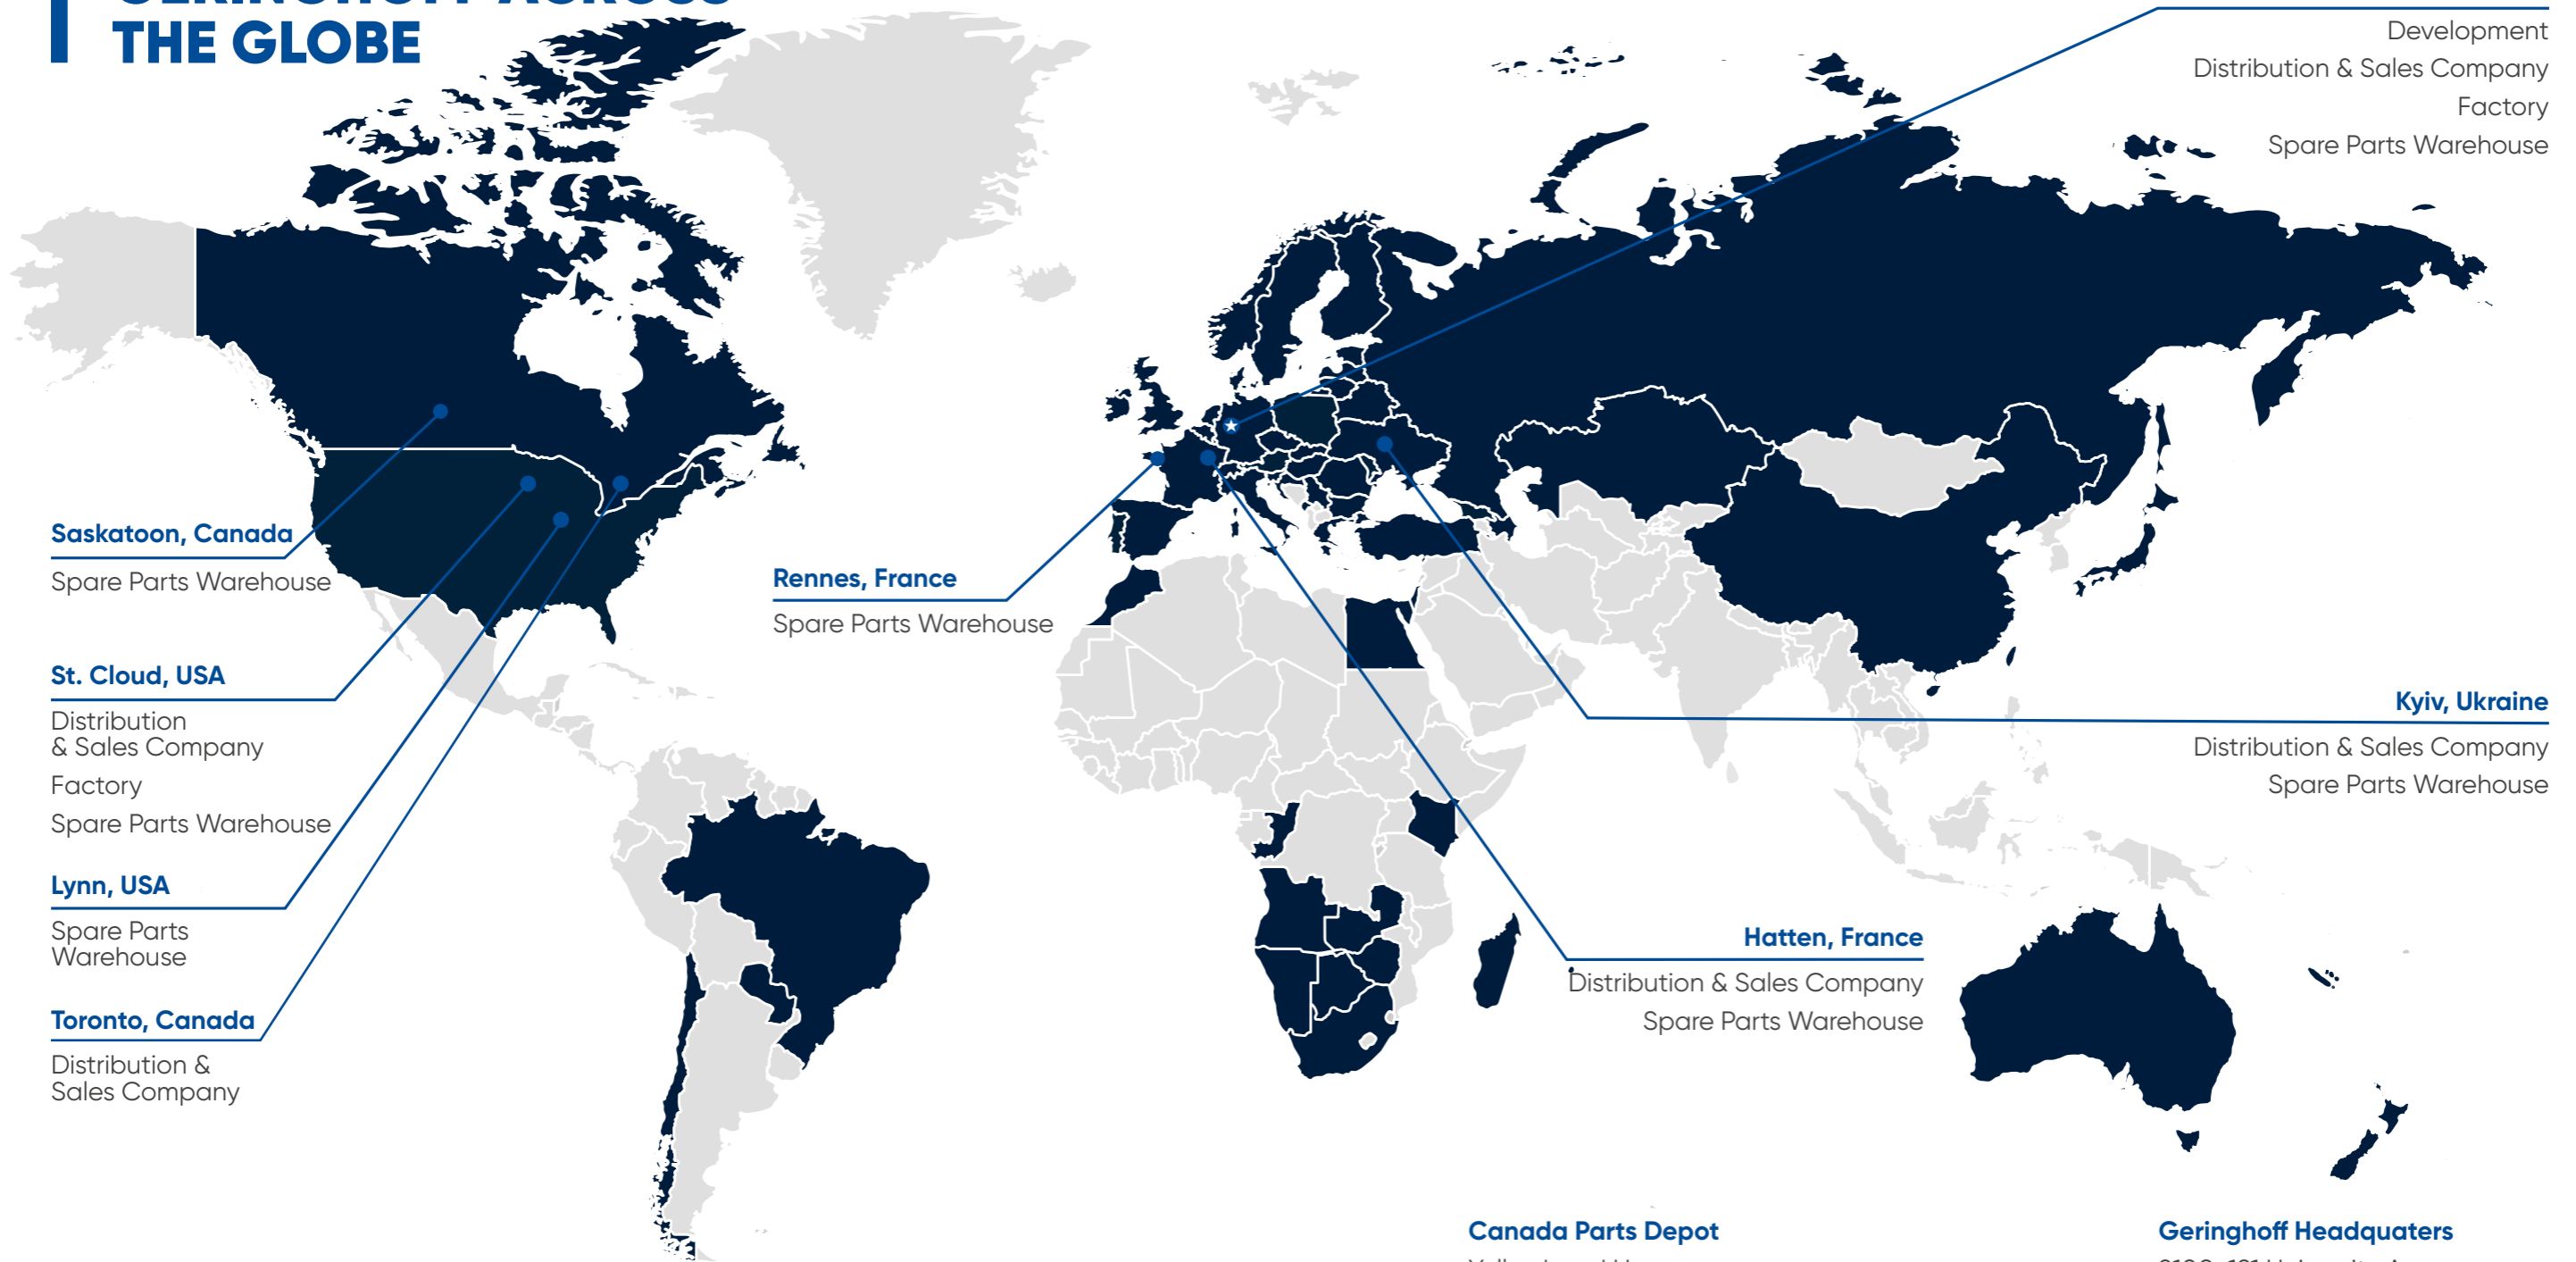 GERINGHOFF ACROSS
THE GLOBE
Development
Distribution & Sales Company
Factory
Spare Parts Warehouse
Saskatoon, Canada
Spare Parts Warehouse
St. Cloud, USA
Distribution
& Sales Company
Factory
Spare Parts Warehouse
Lynn, USA
Spare Parts
Warehouse
Toronto, Canada
Distribution &
Sales Company
Rennes, France
Spare Parts Warehouse
Kyiv, Ukraine
Distribution & Sales Company
Spare Parts Warehouse
Hatten, France
Distribution & Sales Company
Spare Parts Warehouse
Canada Parts Depot
Geringhoff Headquaters